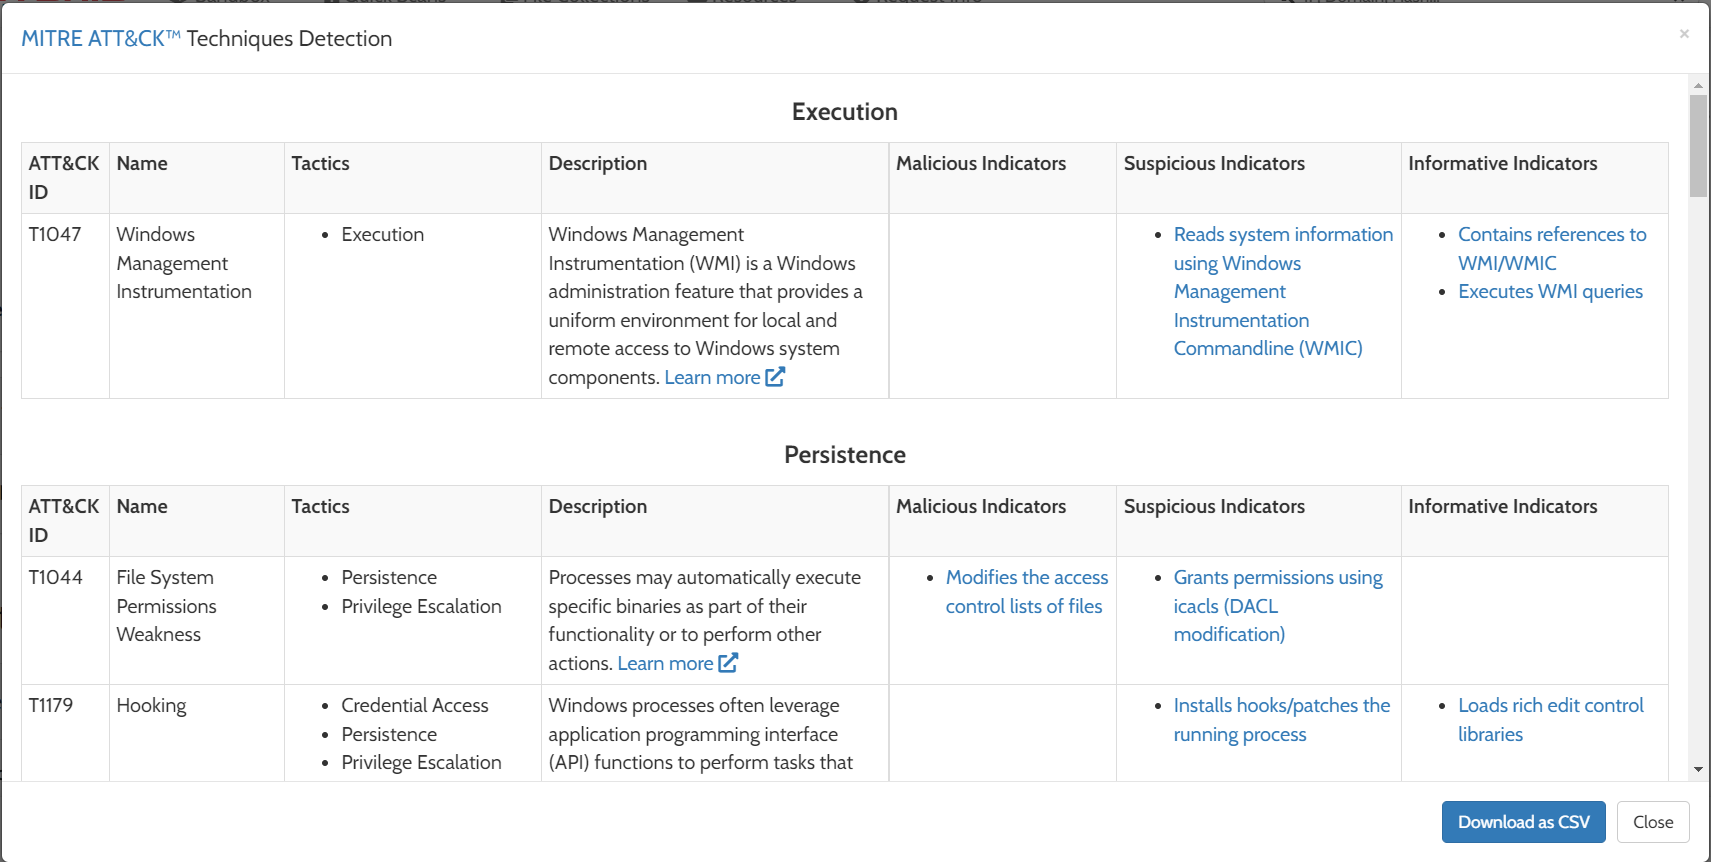 MITRE ATT&CK™ Techniques Detection
×
Execution
ATT&CK ID
Name
Tactics
Description
Malicious Indicators
Suspicious Indicators
Informative Indicators
T1047
Windows
Management
Instrumentation
• Execution
Windows Management
Instrumentation (WMI) is a Windows
administration feature that provides a
uniform environment for local and
remote access to Windows system
components. Learn more
• Reads system information
using Windows
Management
Instrumentation
Commandline (WMIC)
• Contains references to
WMI/WMIC
• Executes WMI queries
Persistence
ATT&CK ID
Name
Tactics
Description
Malicious Indicators
Suspicious Indicators
Informative Indicators
T1044
File System
Permissions
Weakness
• Persistence
• Privilege Escalation
Processes may automatically execute
specific binaries as part of their
functionality or to perform other
actions. Learn more
• Modifies the access
control lists of files
• Grants permissions using
icacls (DACL
modification)
T1179
Hooking
• Credential Access
• Persistence
• Privilege Escalation
Windows processes often leverage
application programming interface
(API) functions to perform tasks that
• Installs hooks/patches the
running process
• Loads rich edit control
libraries
Download as CSV
Close